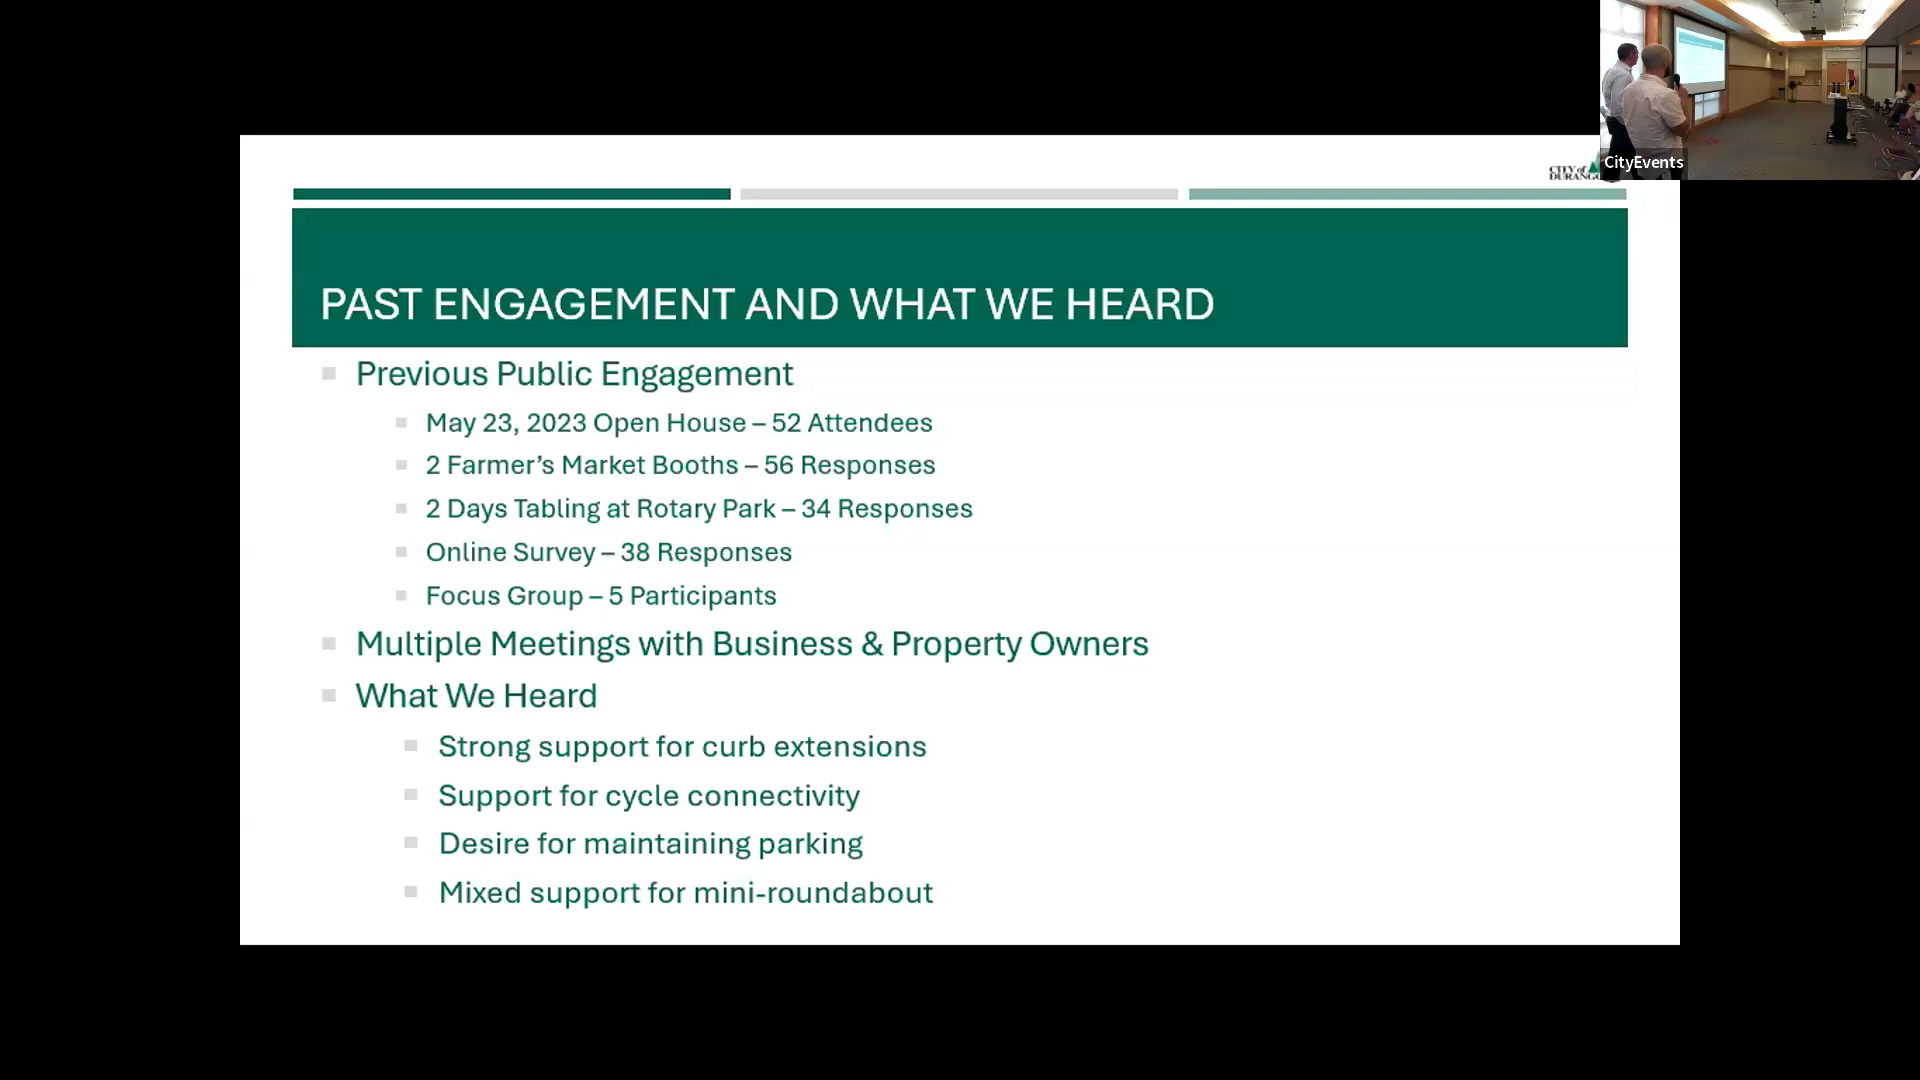 CityEvents
CITY of
PAST ENGAGEMENT AND WHAT WE HEARD
Previous Public Engagement
May 23, 2023 Open House – 52 Attendees
2 Farmer’s Market Booths – 56 Responses
2 Days Tabling at Rotary Park – 34 Responses
Online Survey – 38 Responses
Focus Group – 5 Participants
Multiple Meetings with Business & Property Owners
What We Heard
Strong support for curb extensions
Support for cycle connectivity
Desire for maintaining parking
Mixed support for mini-roundabout